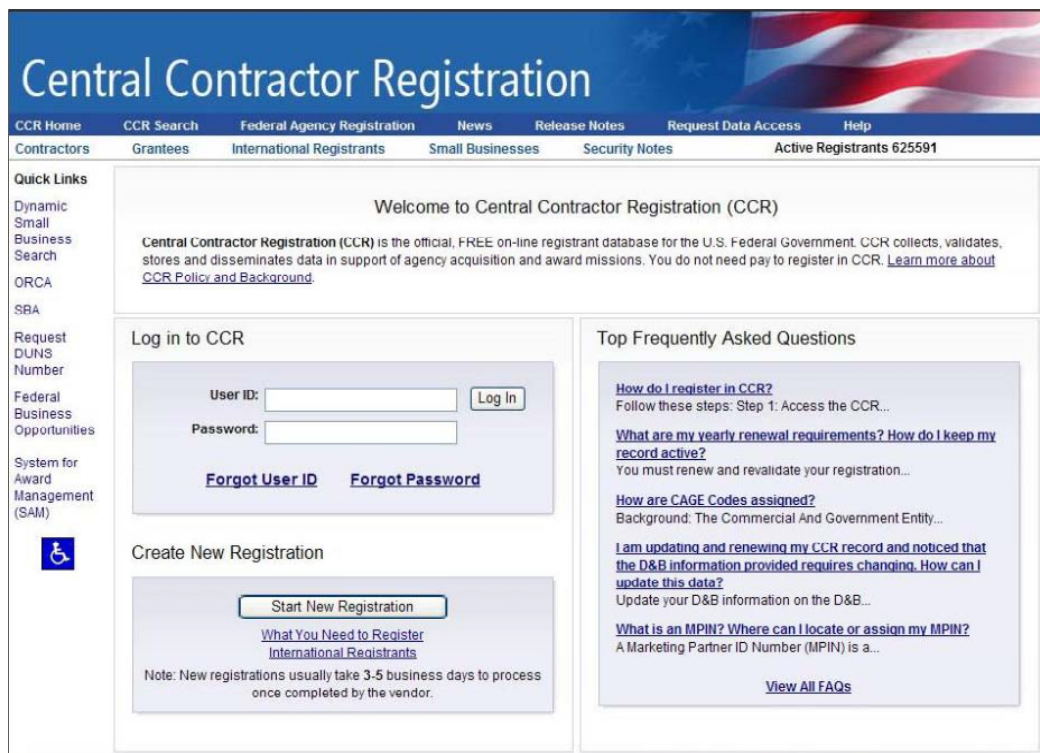 Central Contractor Registration
CCR Home CCR Search Federal Agency Registration News Release Notes Request Data Access Help
Contractors Grantees International Registrants Small Businesses Security Notes Active Registrants 625591
Quick Links
Dynamic
Small
Business
Search
ORCA
SBA
Request
DUNS
Number
Federal
Business
Opportunities
System for
Award
Management
(SAM)
Welcome to Central Contractor Registration (CCR)
Central Contractor Registration (CCR) is the official, FREE on-line registrant database for the U.S. Federal Government. CCR collects, validates,
stores and disseminates data in support of agency acquisition and award missions. You do not need pay to register in CCR. Learn more about
CCR Policy and Background.
Log in to CCR
User ID: Log In
Password:
Forgot User ID Forgot Password
Create New Registration
Start New Registration
What You Need to Register
International Registrants
Note: New registrations usually take 3-5 business days to process
once completed by the vendor.
Top Frequently Asked Questions
How do I register in CCR?
Follow these steps: Step 1: Access the CCR...
What are my yearly renewal requirements? How do I keep my
record active?
You must renew and revalidate your registration...
How are CAGE Codes assigned?
Background: The Commercial And Government Entity...
I am updating and renewing my CCR record and noticed that
the D&B information provided requires changing. How can I
update this data?
Update your D&B information on the D&B...
What is an MPIN? Where can I locate or assign my MPIN?
A Marketing Partner ID Number (MPIN) is a...
View All FAQs